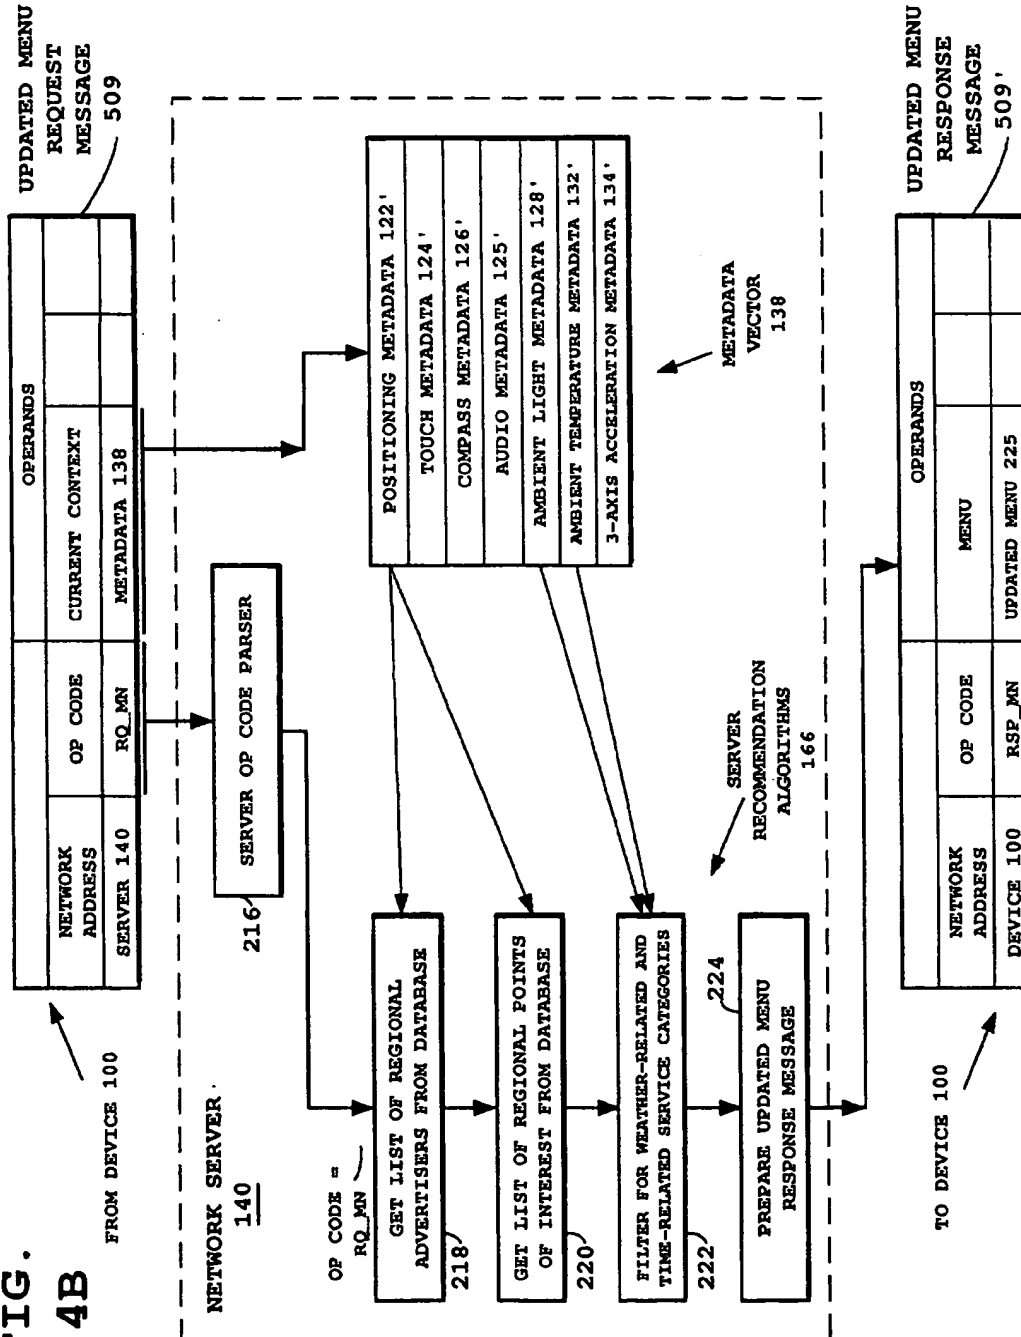 FIG.
4B
FROM DEVICE 100
UPDATED MENU
REQUEST
MESSAGE
509
OPERANDS
NETWORK
ADDRESS
OP CODE
CURRENT CONTEXT
SERVER 140
RQ_MN
METADATA 138
NETWORK SERVER
140
216
SERVER OP CODE PARSER
OP CODE =
RQ_MN
POSITIONING METADATA 122'
TOUCH METADATA 124'
COMPASS METADATA 126'
AUDIO METADATA 125'
AMBIENT LIGHT METADATA 128'
AMBIENT TEMPERATURE METADATA 132'
3-AXIS ACCELERATION METADATA 134'
METADATA
VECTOR
138
GET LIST OF REGIONAL
ADVERTISERS FROM DATABASE
218
GET LIST OF REGIONAL POINTS
OF INTEREST FROM DATABASE
220
FILTER FOR WEATHER-RELATED AND
TIME-RELATED SERVICE CATEGORIES
222
SERVER
RECOMMENDATION
ALGORITHMS
166
224
PREPARE UPDATED MENU
RESPONSE MESSAGE
TO DEVICE 100
UPDATED MENU
RESPONSE
MESSAGE
509'
OPERANDS
NETWORK
ADDRESS
OP CODE
MENU
DEVICE 100
RSP_MN
UPDATED MENU 225